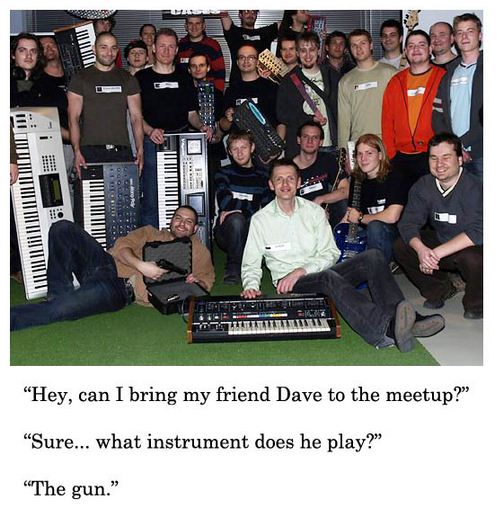 “Hey, can I bring my friend Dave to the meetup?”
“Sure... what instrument does he play?”
“The gun.”